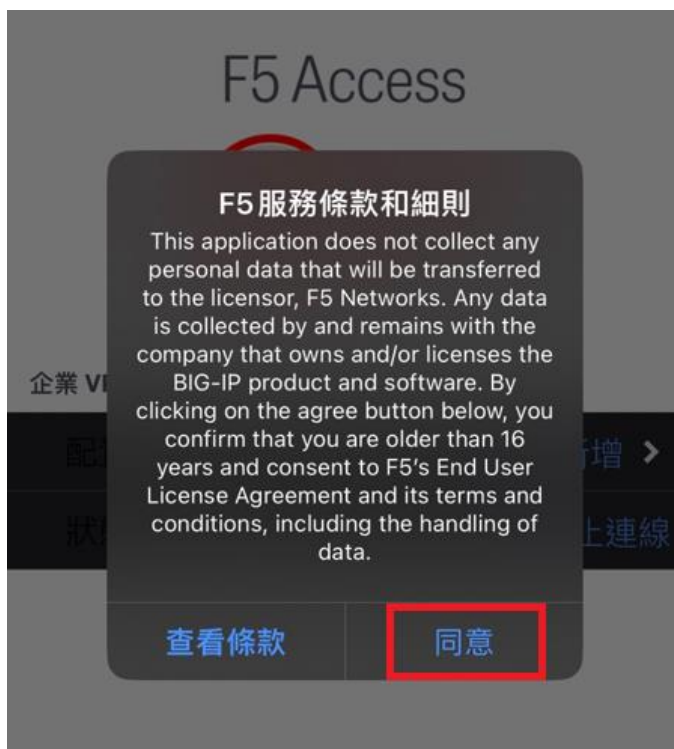 F5 Access
F5服務條款和細則
This application does not collect any
personal data that will be transferred
to the licensor, F5 Networks. Any data
is collected by and remains with the
company that owns and/or licenses the
BIG-IP product and software. By
clicking on the agree button below, you
confirm that you are older than 16
years and consent to F5's End User
License Agreement and its terms and
conditions, including the handling of
data.
企業
查看條款
同意